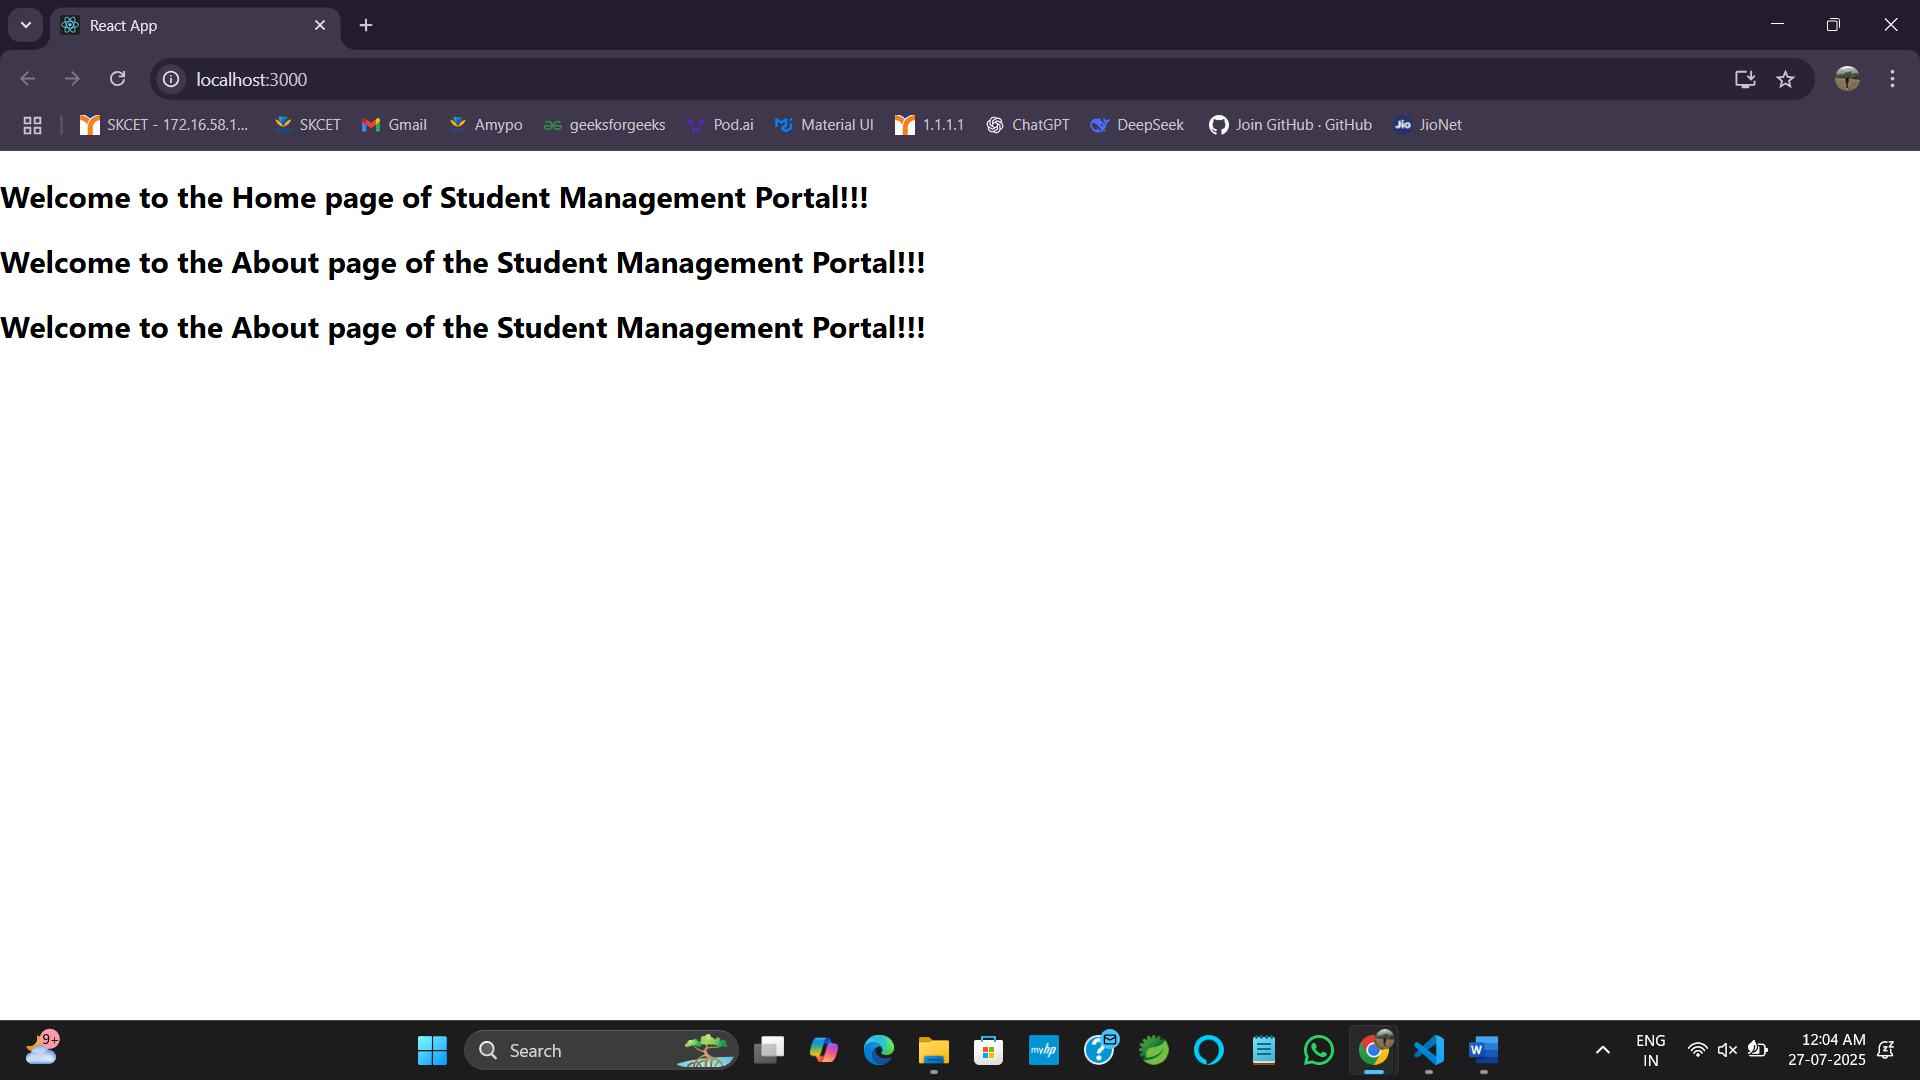 React App
localhost:3000
SKCET - 172.16.58.1...
SKCET
Gmail
Amypo
geeksforgeeks
Pod.ai
Material UI
1.1.1.1
ChatGPT
DeepSeek
Join GitHub · GitHub
Jio
JioNet
Welcome to the Home page of Student Management Portal!!!
Welcome to the About page of the Student Management Portal!!!
Welcome to the About page of the Student Management Portal!!!
9+
Search
myhp
W
ENG
IN
12:04 AM
27-07-2025